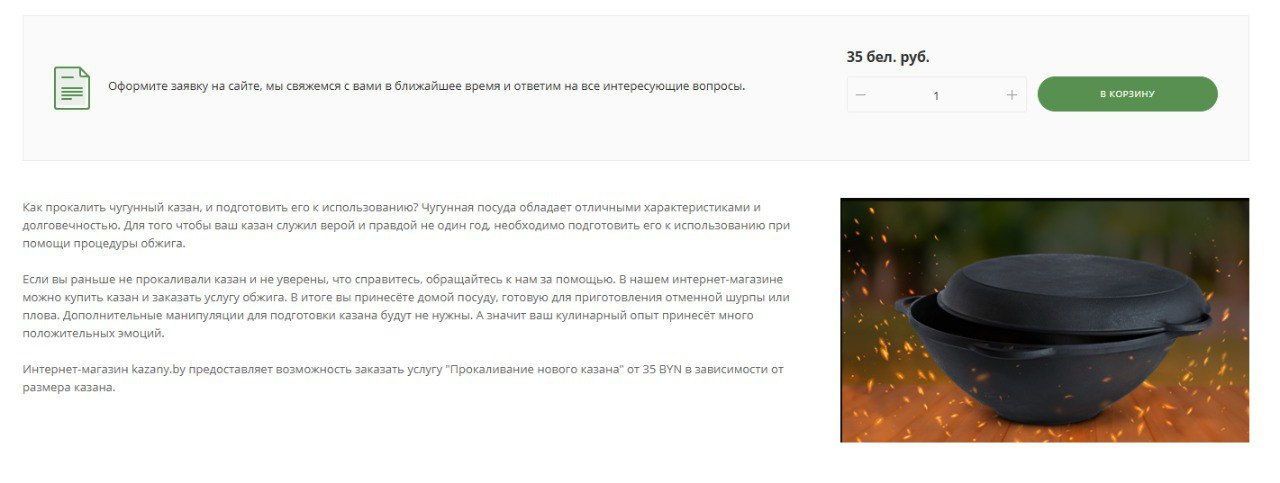 35 бел. руб.
Оформите заявку на сайте, мы свяжемся с вами в ближайшее время и ответим на все интересующие вопросы.
1
В КОРЗИНУ
Как прокалить чугунный казан, и подготовить его к использованию? Чугунная посуда обладает отличными характеристиками и
долговечностью. Для того чтобы ваш казан служил верой и правдой не один год, необходимо подготовить его к использованию при
помощи процедуры обжига.
Если вы раньше не прокаливали казан и не уверены, что справитесь, обращайтесь к нам за помощью. В нашем интернет-магазине
можно купить казан и заказать услугу обжига. В итоге вы принесёте домой посуду, готовую для приготовления отменной шурпы или
плова. Дополнительные манипуляции для подготовки казана будут не нужны. А значит ваш кулинарный опыт принесёт много
положительных эмоций.
Интернет-магазин kazany.by предоставляет возможность заказать услугу "Прокаливание нового казана" от 35 BYN в зависимости от
размера казана.